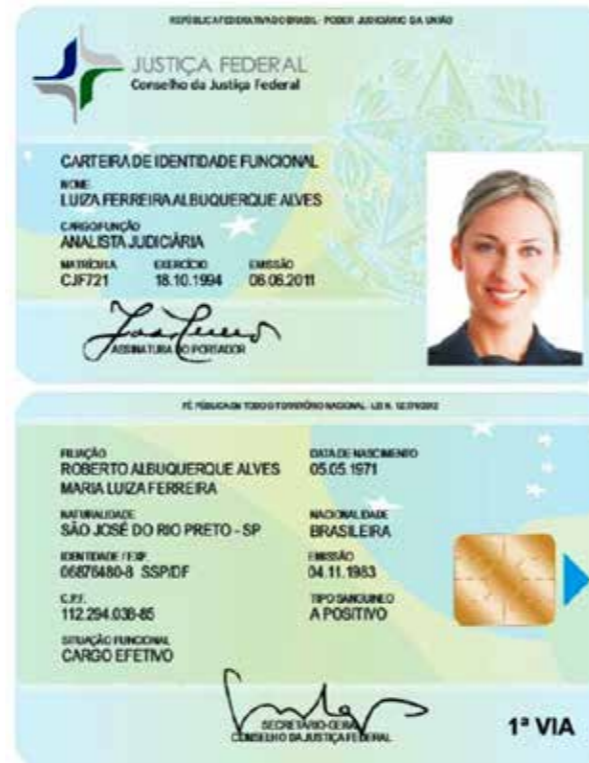 REPÚBLICA FEDERATIVA DO BRASIL - PODER JUDICIÁRIO DA UNIÃO
JUSTIÇA FEDERAL
Conselho da Justiça Federal
CARTEIRA DE IDENTIDADE FUNCIONAL
NOME
LUIZA FERREIRA ALBUQUERQUE ALVES
CARGO/FUNÇÃO
ANALISTA JUDICIÁRIA
MATRÍCULA EXERCÍCIO EMISSÃO
CJF721 18.10.1994 06.06.2011
ASSINATURA DO PORTADOR
FÉ PÚBLICA EM TODO O TERRITÓRIO NACIONAL - LEI N.
FILIAÇÃO DATA DE NASCIMENTO
ROBERTO ALBUQUERQUE ALVES 05.05.1971
MARIA LUIZA FERREIRA
NATURALIDADE NACIONALIDADE
SÃO JOSÉ DO RIO PRETO - SP BRASILEIRA
IDENTIDADE / EXP. EMISSÃO
06876480-8 SSP/DF 04.11.1983
C.P.F. TIPO SANGUÍNEO
112.294.038-85 A POSITIVO
SITUAÇÃO FUNCIONAL
CARGO EFETIVO
SECRETÁRIO-GERAL
CONSELHO DA JUSTIÇA FEDERAL
1ª VIA